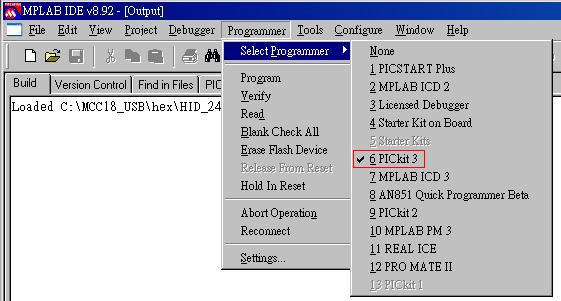 MPLAB IDE v8.92 - [Output]
File Edit View Project Debugger Programmer Tools Configure Window Help
Build Version Control Find in Files PIC
Loaded C:\MCC18_USB\hex\HID_24
Select Programmer
Program
Verify
Read
Blank Check All
Erase Flash Device
Release From Reset
Hold In Reset
Abort Operation
Reconnect
Settings...
None
1 PICSTART Plus
2 MPLAB ICD 2
3 Licensed Debugger
4 Starter Kit on Board
5 Starter Kits
6 PICkit 3
7 MPLAB ICD 3
8 AN851 Quick Programmer Beta
9 PICkit 2
10 MPLAB PM 3
11 REAL ICE
12 PRO MATE II
13 PICkit 1